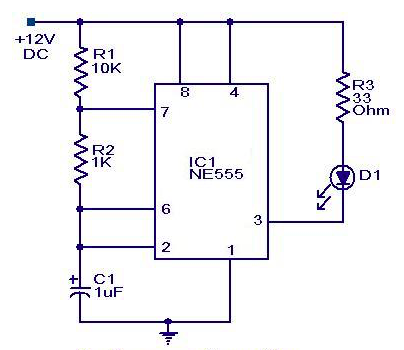 +12V
DC
R1
10K
8
4
R3
33
Ohm
7
R2
1K
IC1
NE555
D1
6
3
2
1
+
C1
1uF